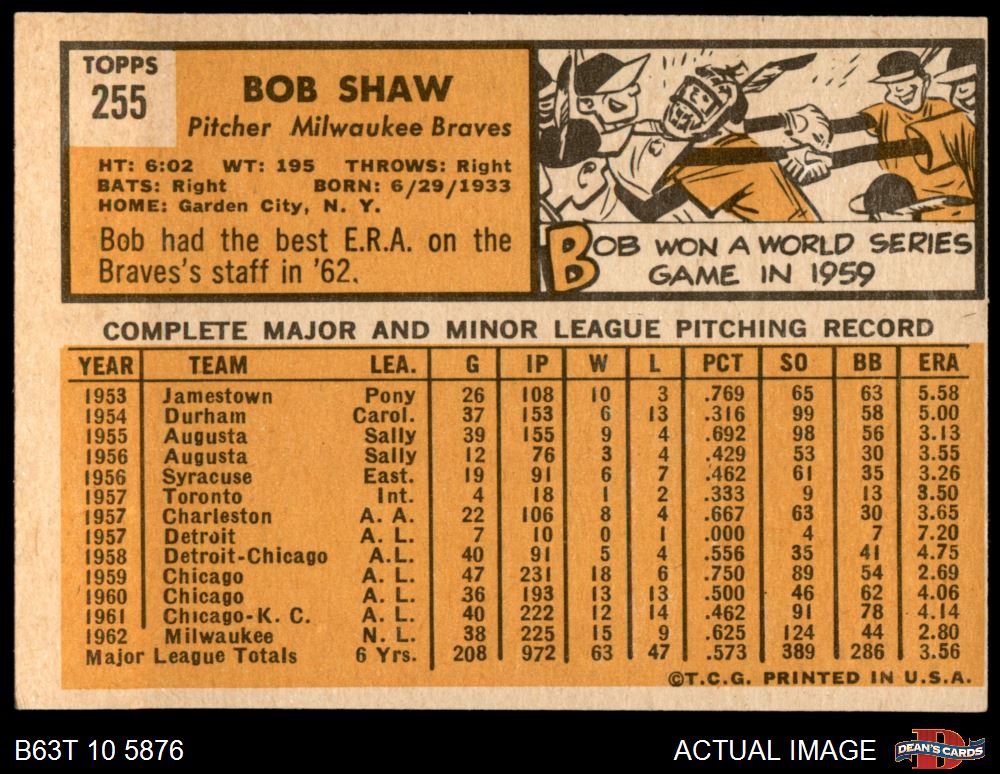 TOPPS
255
BOB SHAW
Pitcher Milwaukee Braves
HT: 6:02 WT: 195 THROWS: Right
BATS: Right BORN: 6/29/1933
HOME: Garden City, N. Y.
Bob had the best E.R.A. on the
Braves's staff in '62.
BOB WON A WORLD SERIES
GAME IN 1959
COMPLETE MAJOR AND MINOR LEAGUE PITCHING RECORD
YEAR TEAM LEA. G IP W L PCT SO BB ERA
1953 Jamestown Pony 26 108 10 3 .769 65 63 5.58
1954 Durham Carol. 37 153 6 13 .316 99 58 5.00
1955 Augusta Sally 39 155 9 4 .692 98 56 3.13
1956 Augusta Sally 12 76 3 4 .429 53 30 3.55
1956 Syracuse East. 19 91 6 7 .462 61 35 3.26
1957 Toronto Int. 4 18 1 2 .333 9 13 3.50
1957 Charleston A. A. 22 106 8 4 .667 63 30 3.65
1957 Detroit A. L. 7 10 0 1 .000 4 7 7.20
1958 Detroit-Chicago A.L. 40 91 5 4 .556 35 41 4.75
1959 Chicago A. L. 47 231 18 6 .750 89 54 2.69
1960 Chicago A. L. 36 193 13 13 .500 46 62 4.06
1961 Chicago-K. C. A. L. 40 222 12 14 .462 91 78 4.14
1962 Milwaukee N. L. 38 225 15 9 .625 124 44 2.80
Major League Totals 6 Yrs. 208 972 63 47 .573 389 286 3.56
©T.C.G. PRINTED IN U.S.A.
B63T 10 5876
ACTUAL IMAGE
DEAN'S CARDS